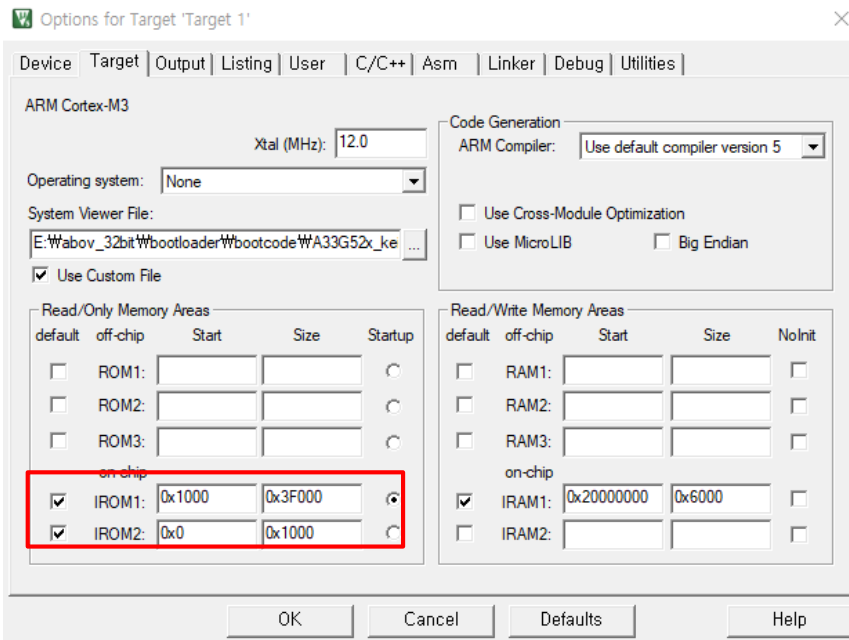 Options for Target 'Target 1'
Device Target Output Listing User C/C++ Asm Linker Debug Utilities
ARM Cortex-M3
Xtal (MHz): 12.0
Operating system: None
System Viewer File:
E:₩abov_32bit₩bootloader₩bootcode₩A33G52x_ke ...
Use Custom File
Code Generation
ARM Compiler: Use default compiler version 5
Use Cross-Module Optimization
Use MicroLIB Big Endian
Read/Only Memory Areas
default off-chip Start Size Startup
ROM1:
ROM2:
ROM3:
on-chip
IROM1: 0x1000 0x3F000
IROM2: 0x0 0x1000
Read/Write Memory Areas
default off-chip Start Size NoInit
RAM1:
RAM2:
RAM3:
on-chip
IRAM1: 0x20000000 0x6000
IRAM2:
OK Cancel Defaults Help